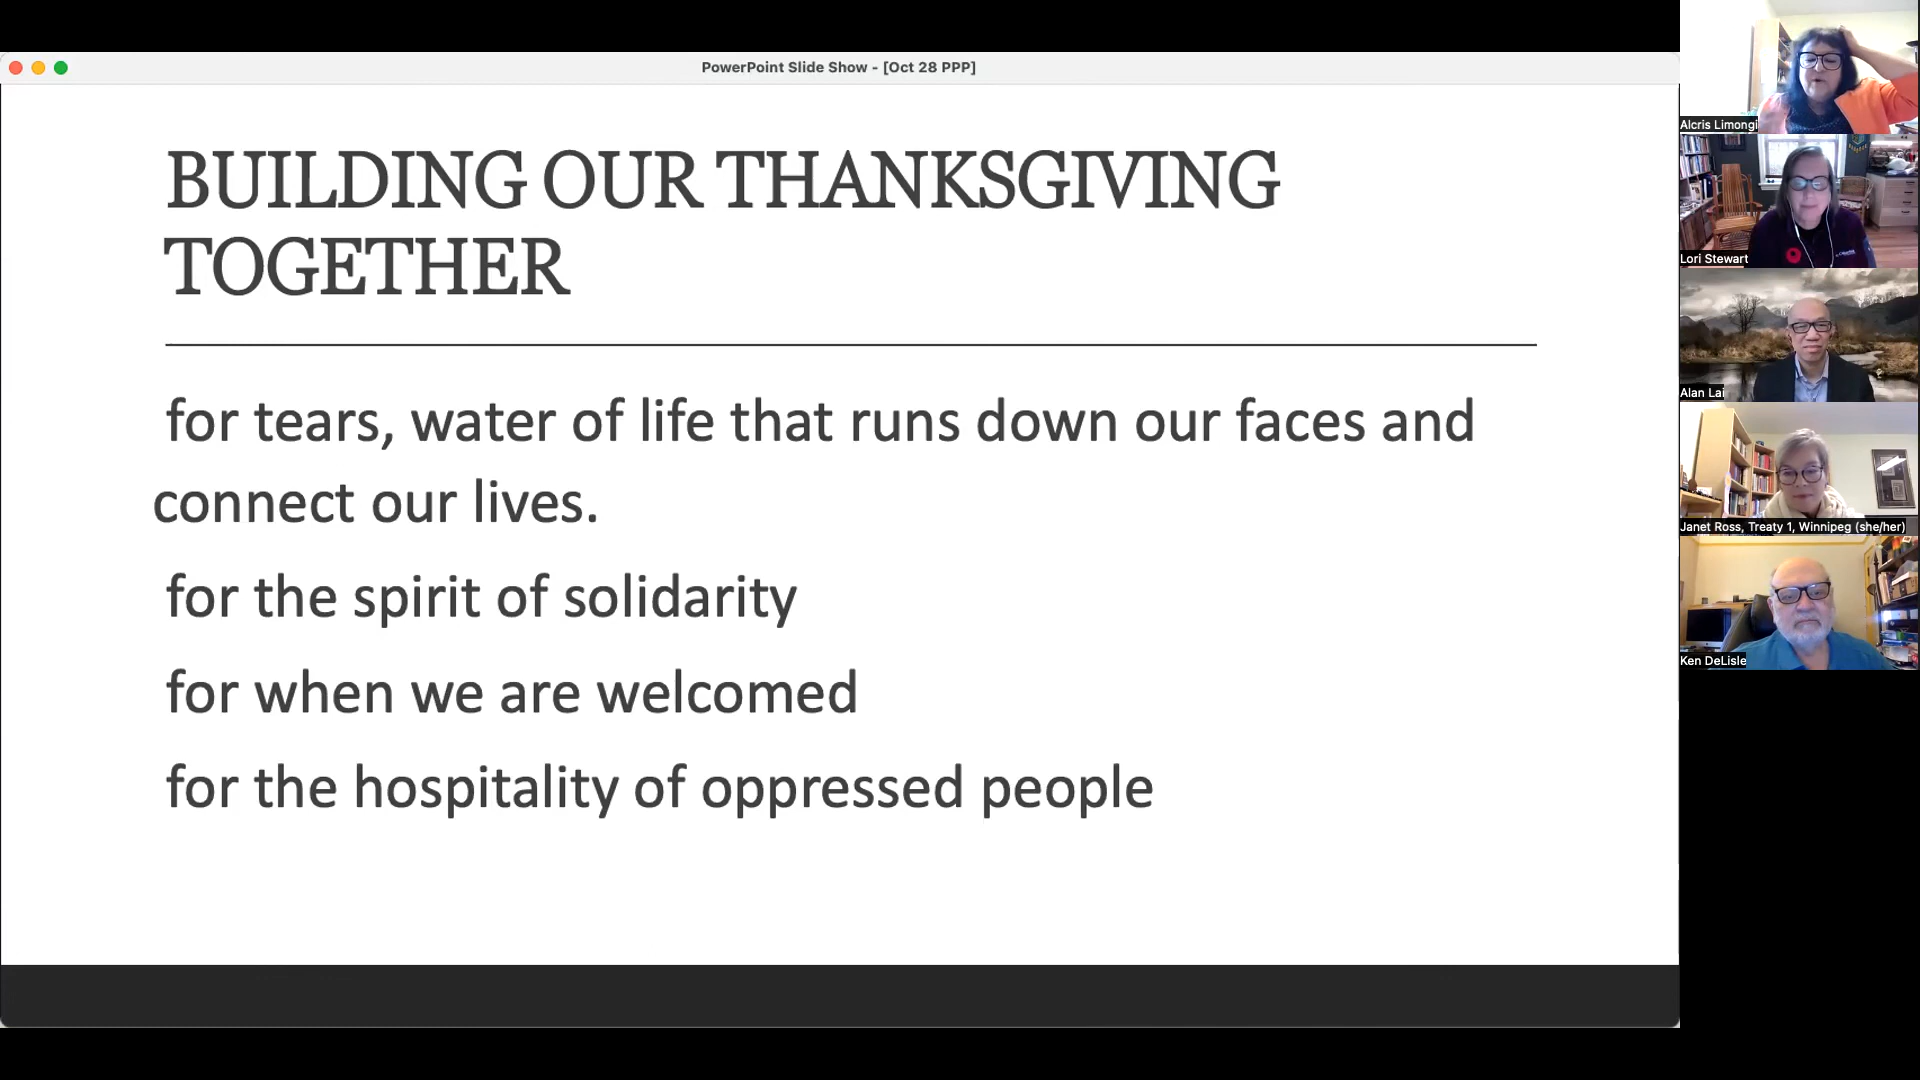 PowerPoint Slide Show - [Oct 28 PPP]
BUILDING OUR THANKSGIVING
TOGETHER
for tears, water of life that runs down our faces and
connect our lives.
for the spirit of solidarity
for when we are welcomed
for the hospitality of oppressed people
Alcris Limongi
Lori Stewart
Alan Lai
Janet Ross, Treaty 1, Winnipeg (she/her)
Ken DeLisle